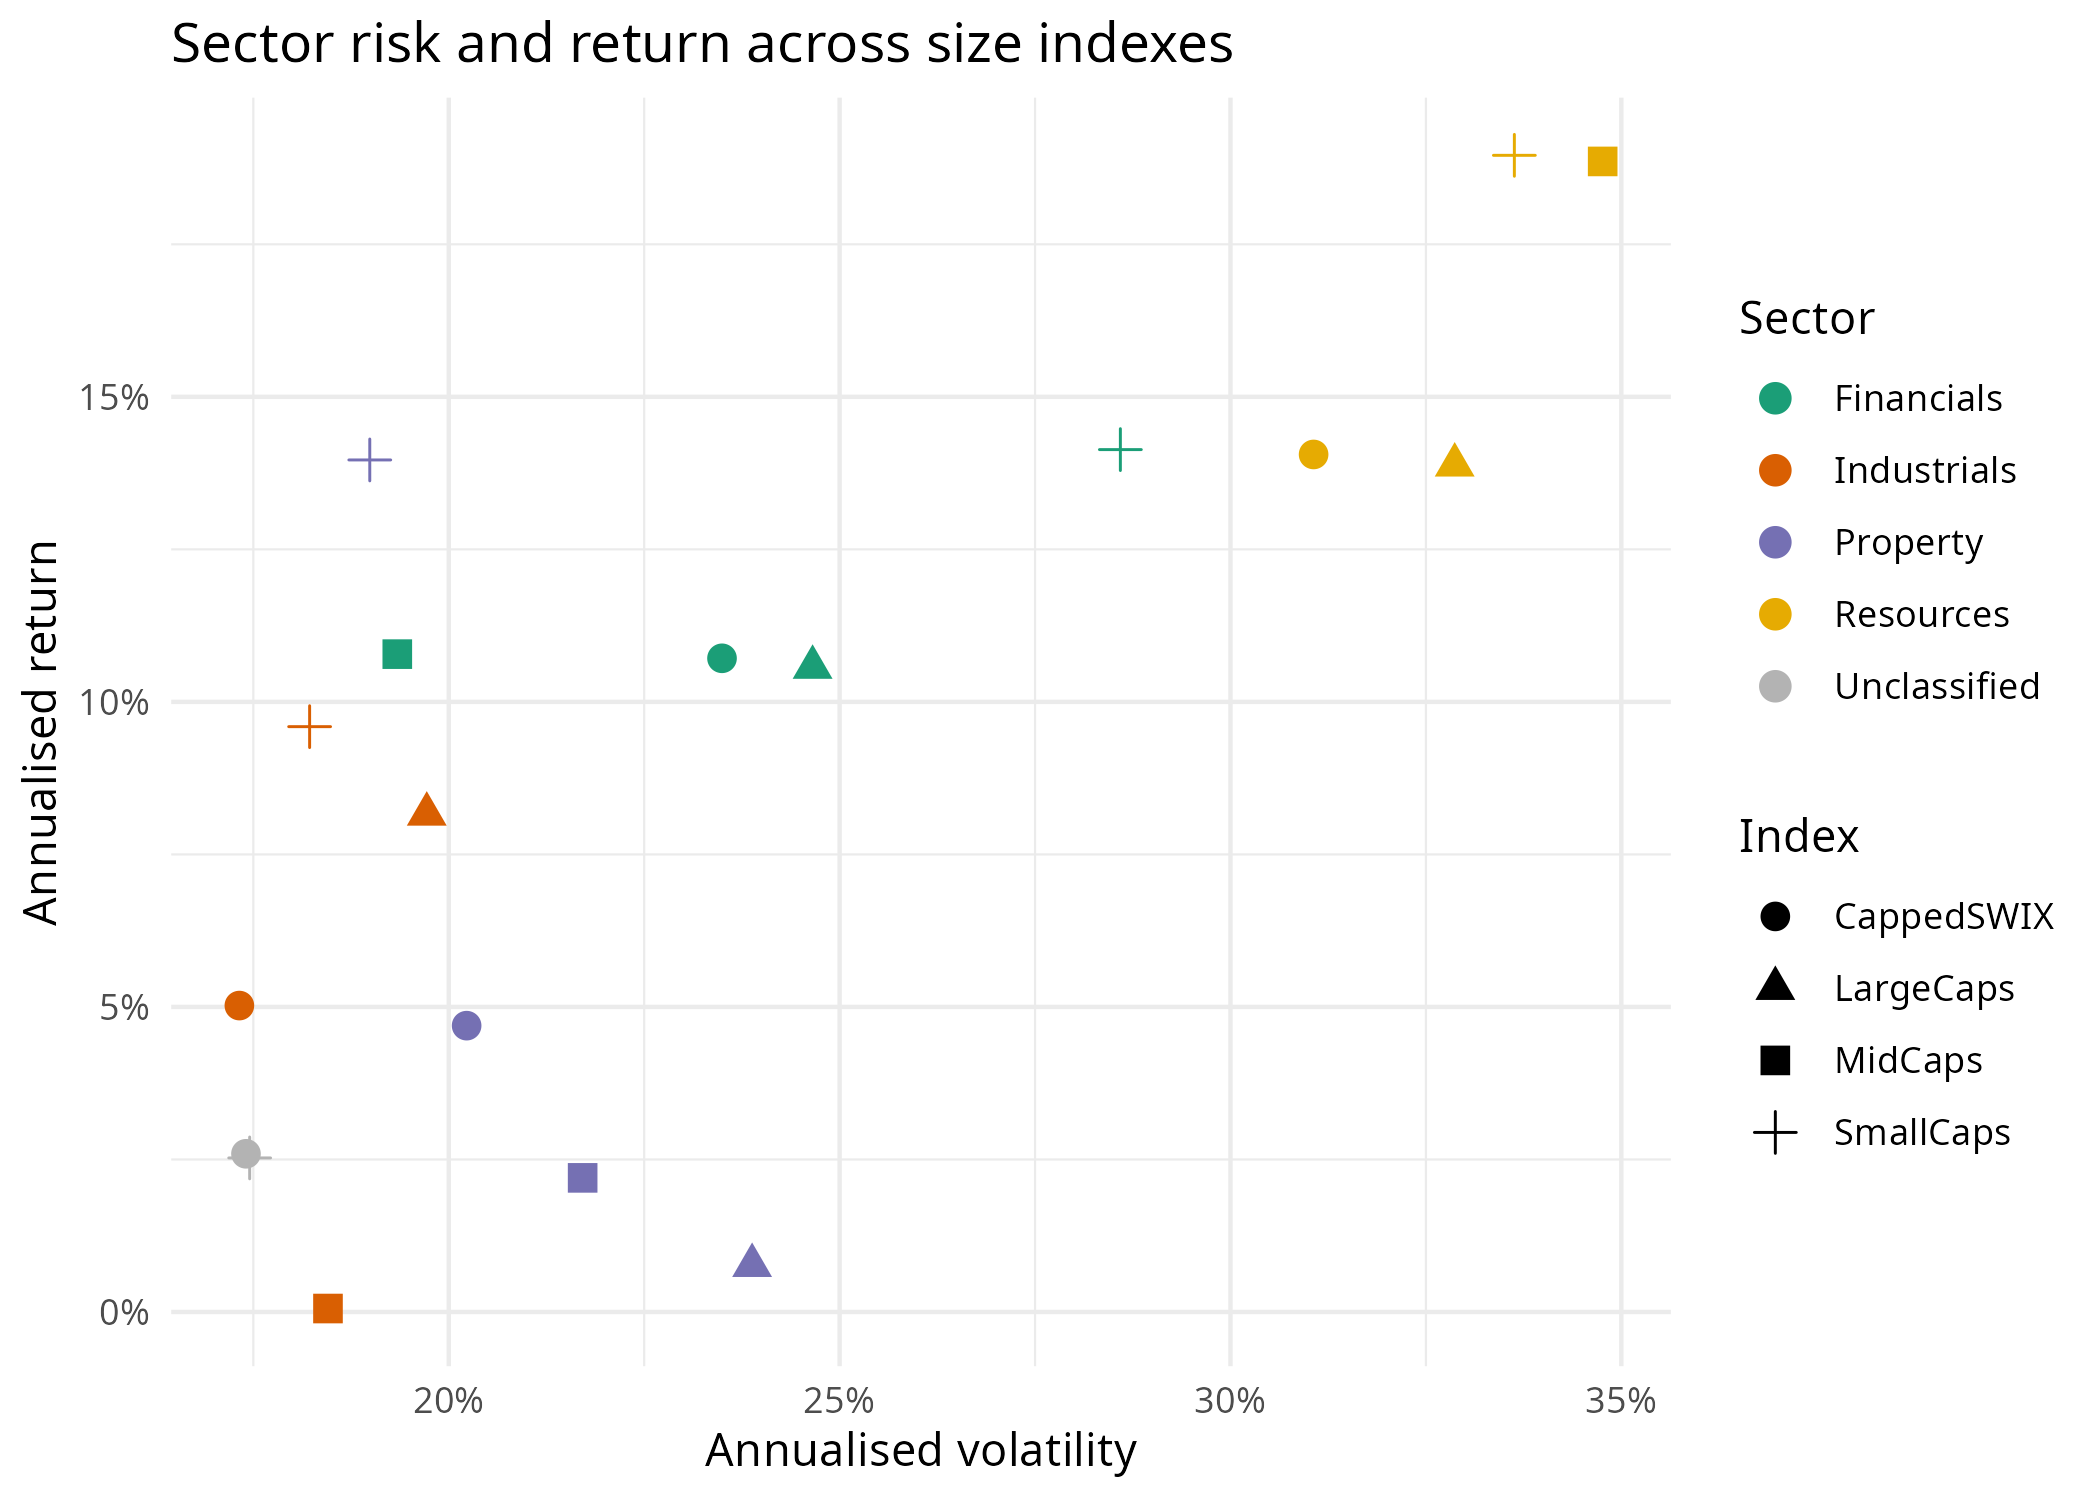 Sector risk and return across size indexes
Annualised return
15%
10%
5%
0%
20%
25%
30%
35%
Annualised volatility
Sector
Financials
Industrials
Property
Resources
Unclassified
Index
CappedSWIX
LargeCaps
MidCaps
SmallCaps